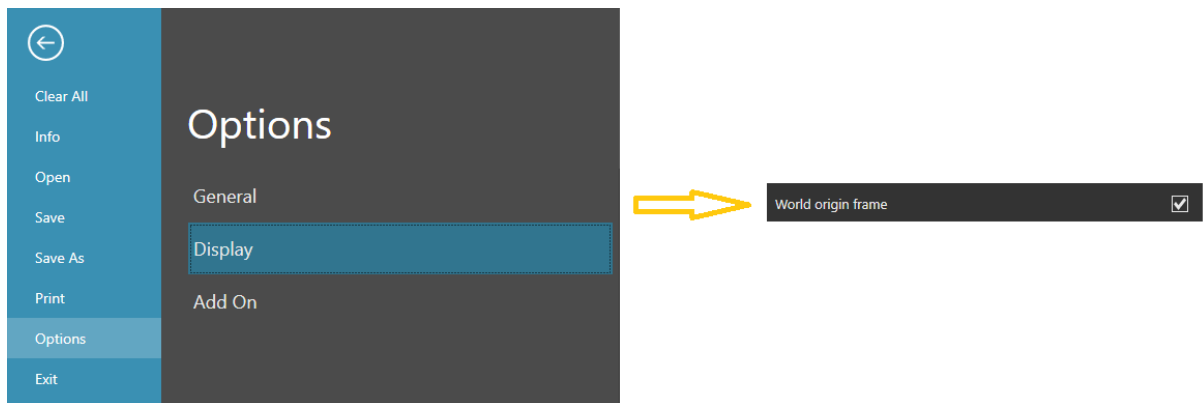 Clear All
Info
Open
Save
Save As
Print
Options
Exit
Options
General
Display
Add On
World origin frame